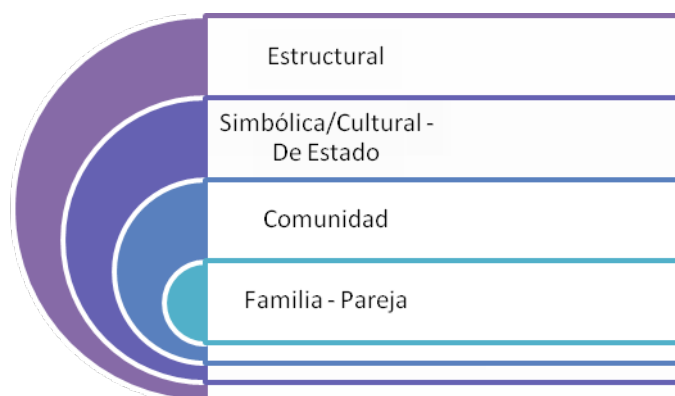 Estructural
Simbólica/Cultural -
De Estado
Comunidad
Familia - Pareja